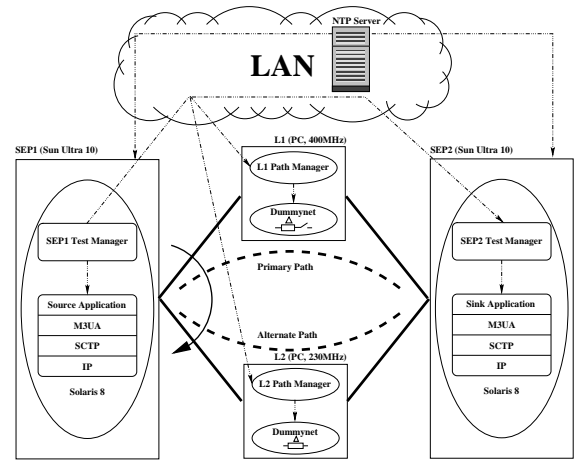 NTP Server
LAN
L1 (PC, 400MHz)
SEP1 (Sun Ultra 10)
SEP2 (Sun Ultra 10)
L1 Path Manager
Dummynet
SEP1 Test Manager
SEP2 Test Manager
Primary Path
Source Application
M3UA
SCTP
IP
Solaris 8
Sink Application
M3UA
SCTP
IP
Solaris 8
Alternate Path
L2 (PC, 230MHz)
L2 Path Manager
Dummynet